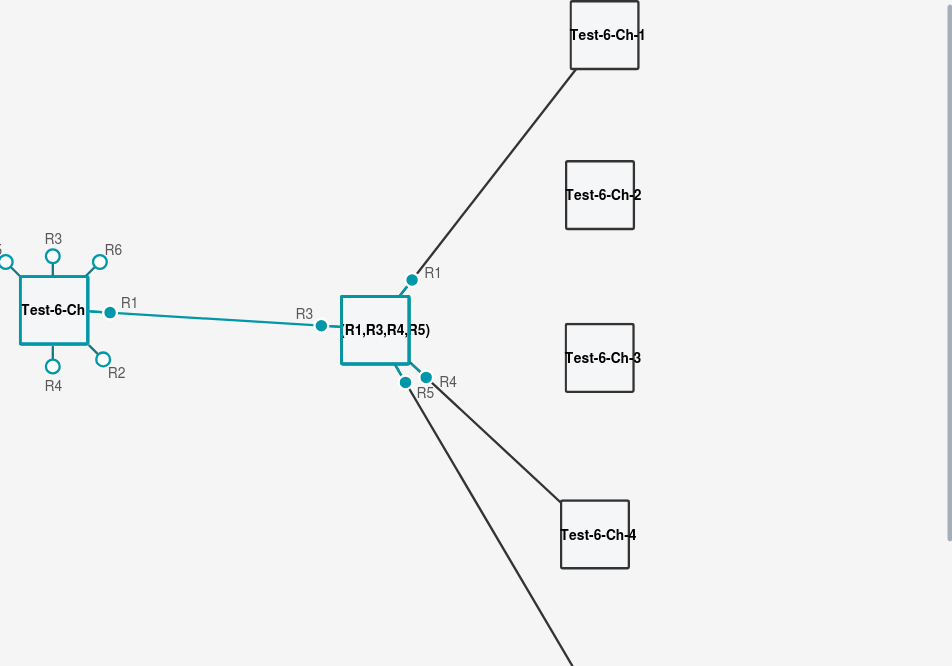 Test-6-Ch-1
Test-6-Ch-2
R3
R6
R1
Test-6-Ch
R4
R2
R3
R1
(R1,R3,R4,R5)
R4
R5
Test-6-Ch-3
Test-6-Ch-4